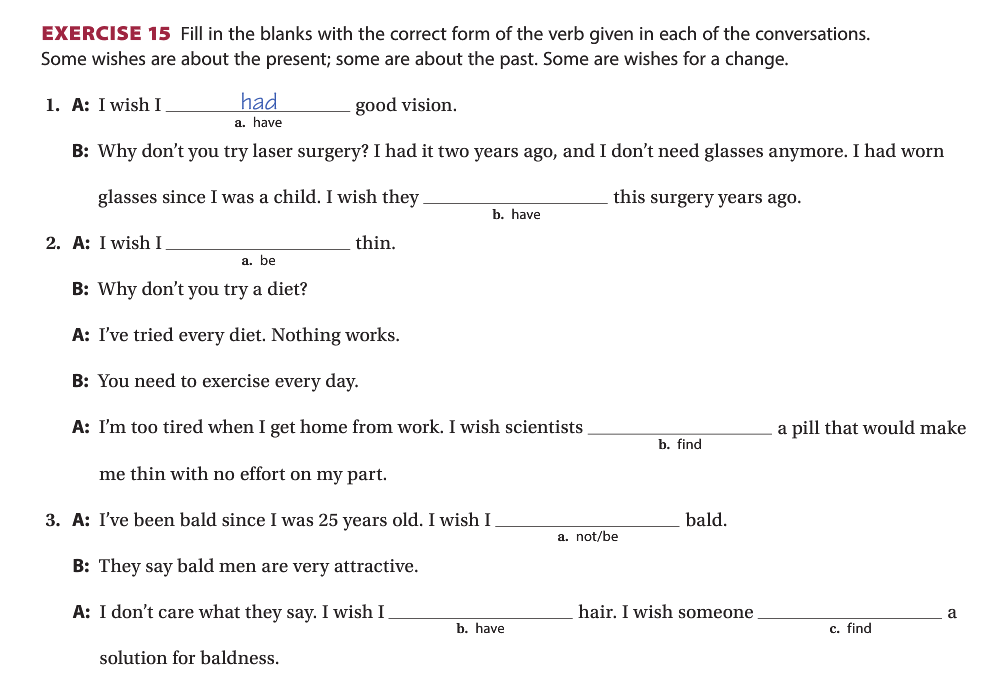 EXERCISE 15 Fill in the blanks with the correct form of the verb given in each of the conversations.
Some wishes are about the present; some are about the past. Some are wishes for a change.
1. A: I wish I had good vision.
a. have
B: Why don't you try laser surgery? I had it two years ago, and I don't need glasses anymore. I had worn
glasses since I was a child. I wish they ____________ this surgery years ago.
b. have
2. A: I wish I ____________ thin.
a. be
B: Why don't you try a diet?
A: I've tried every diet. Nothing works.
B: You need to exercise every day.
A: I'm too tired when I get home from work. I wish scientists ____________ a pill that would make
b. find
me thin with no effort on my part.
3. A: I've been bald since I was 25 years old. I wish I ____________ bald.
a. not/be
B: They say bald men are very attractive.
A: I don't care what they say. I wish I ____________ hair. I wish someone ____________ a
b. have c. find
solution for baldness.